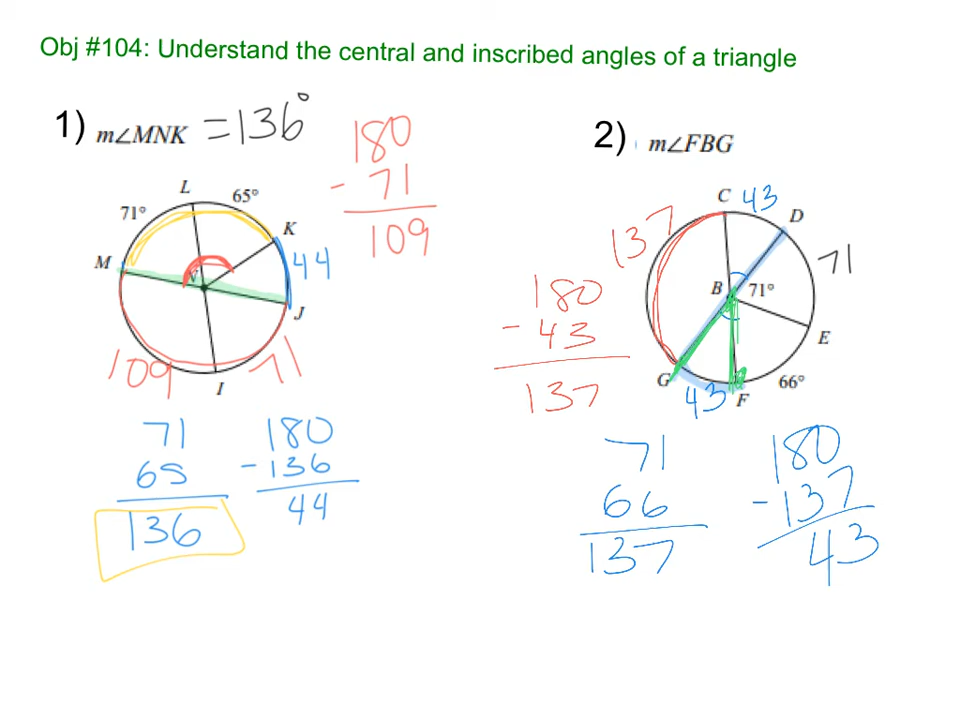 Obj #104: Understand the central and inscribed angles of a triangle
1) m∠MNK = 136°
180
- 71
109
L
71°
65°
K
M
N
44
J
109
71
I
71
65
136
180
-136
44
2) m∠FBG
C
43
D
137
71
B
71°
E
G
43
F
66°
180
- 43
137
71
66
137
180
-137
43